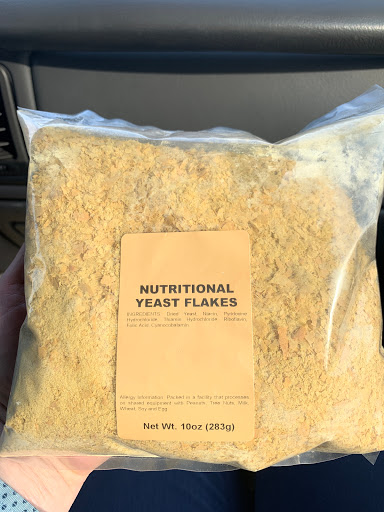 NUTRITIONAL
YEAST FLAKES
INGREDIENTS: Dried Yeast, Niacin, Pyridoxine
Hydrochloride, Thiamin Hydrochloride, Riboflavin,
Folic Acid, Cyanocobalamin.
Allergy Information: Packed in a facility that processes
on shared equipment with Peanuts, Tree Nuts, Milk,
Wheat, Soy and Egg.
Net Wt. 10oz (283g)